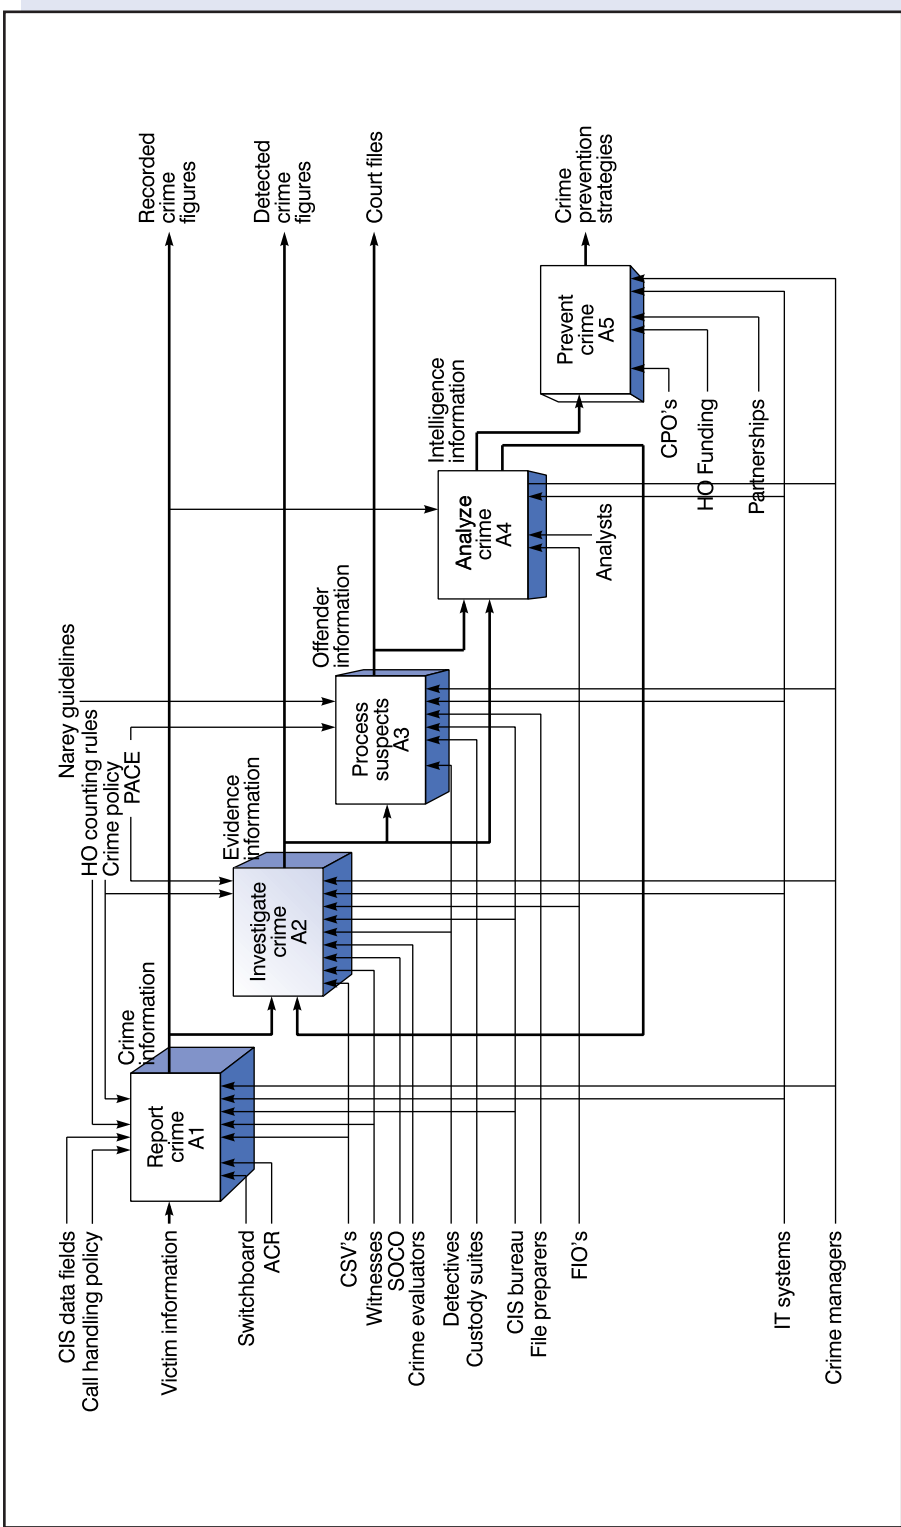 CIS data fields
Call handling policy
Victim information
Switchboard
ACR
CSV's
Witnesses
SOCO
Crime evaluators
Detectives
Custody suites
CIS bureau
File preparers
FIO's
IT systems
Crime managers
Narey guidelines
HO counting rules
Crime policy
PACE
Report
crime
A1
Crime
information
Investigate
crime
A2
Evidence
information
Process
suspects
A3
Offender
information
Analyze
crime
A4
Intelligence
information
Analysts
Prevent
crime
A5
CPO's
HO Funding
Partnerships
Recorded
crime
figures
Detected
crime
figures
Court files
Crime
prevention
strategies